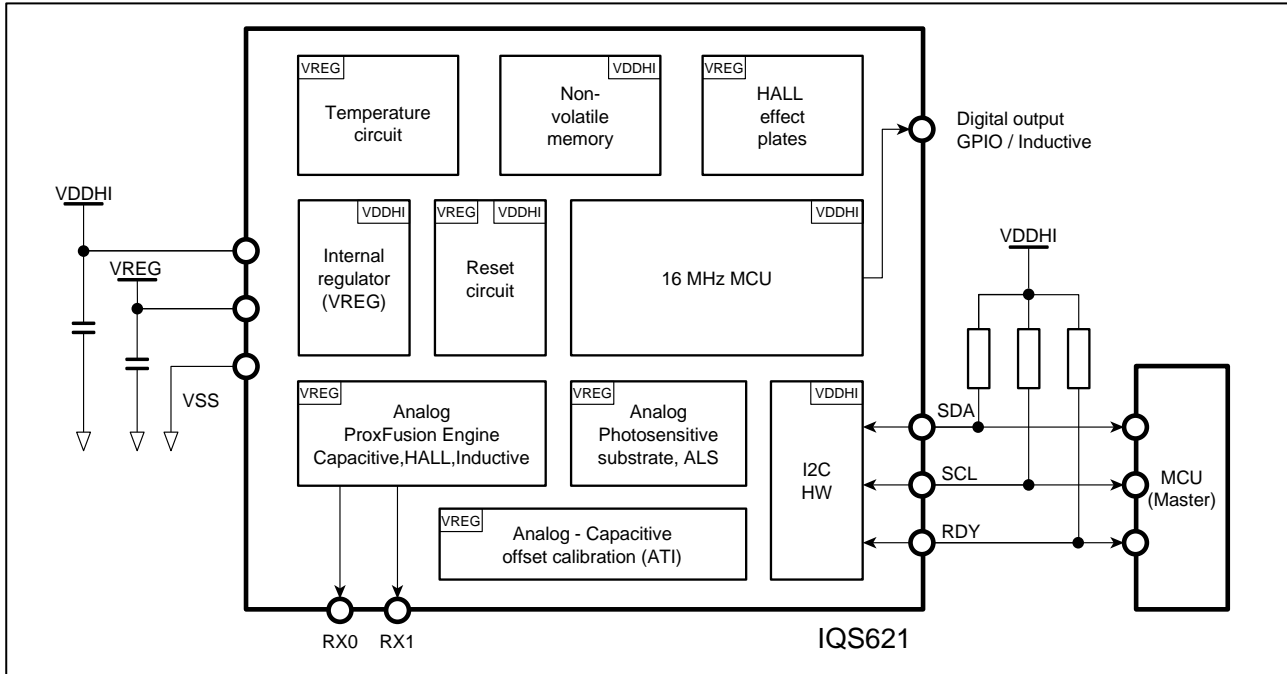 VREG
Temperature
circuit
VDDHI
Non-
volatile
memory
VREG
HALL
effect
plates
Digital output
GPIO / Inductive
VDDHI
VREG
VSS
VDDHI
Internal
regulator
(VREG)
VREG
VDDHI
Reset
circuit
VDDHI
16 MHz MCU
VDDHI
VREG
Analog
ProxFusion Engine
Capacitive,HALL,Inductive
VREG
Analog
Photosensitive
substrate, ALS
VDDHI
I2C
HW
SDA
SCL
RDY
MCU
(Master)
VREG
Analog - Capacitive
offset calibration (ATI)
RX0
RX1
IQS621